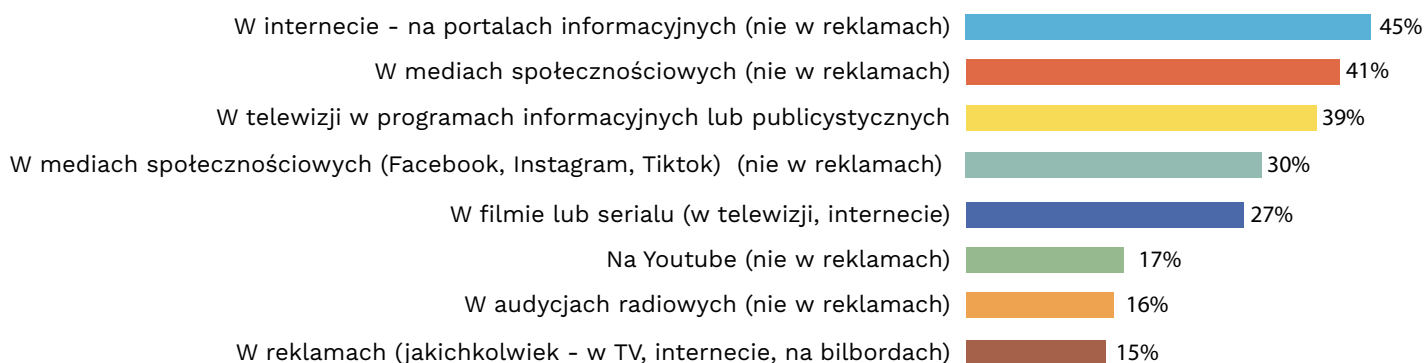 W internecie - na portalach informacyjnych (nie w reklamach) 45%
W mediach społecznościowych (nie w reklamach) 41%
W telewizji w programach informacyjnych lub publicystycznych 39%
W mediach społecznościowych (Facebook, Instagram, Tiktok) (nie w reklamach) 30%
W filmie lub serialu (w telewizji, internecie) 27%
Na Youtube (nie w reklamach) 17%
W audycjach radiowych (nie w reklamach) 16%
W reklamach (jakichkolwiek - w TV, internecie, na bilbordach) 15%